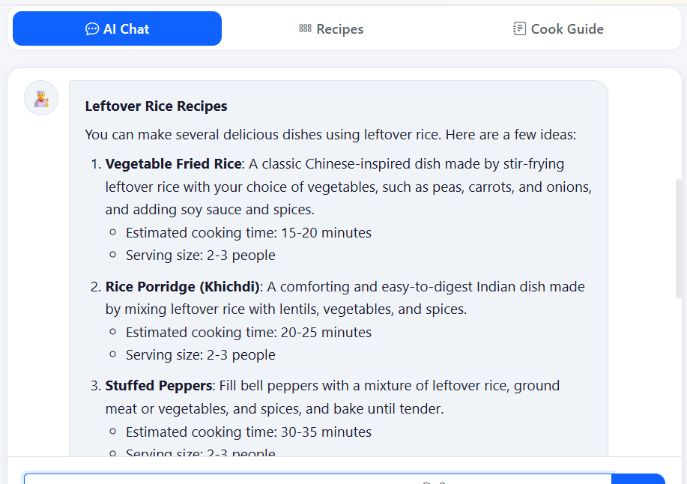 AI Chat
Recipes
Cook Guide
Leftover Rice Recipes
You can make several delicious dishes using leftover rice. Here are a few ideas:
1. Vegetable Fried Rice: A classic Chinese-inspired dish made by stir-frying
leftover rice with your choice of vegetables, such as peas, carrots, and onions,
and adding soy sauce and spices.
Estimated cooking time: 15-20 minutes
Serving size: 2-3 people
2. Rice Porridge (Khichdi): A comforting and easy-to-digest Indian dish made
by mixing leftover rice with lentils, vegetables, and spices.
Estimated cooking time: 20-25 minutes
Serving size: 2-3 people
3. Stuffed Peppers: Fill bell peppers with a mixture of leftover rice, ground
meat or vegetables, and spices, and bake until tender.
Estimated cooking time: 30-35 minutes
Serving size: 2-3 people